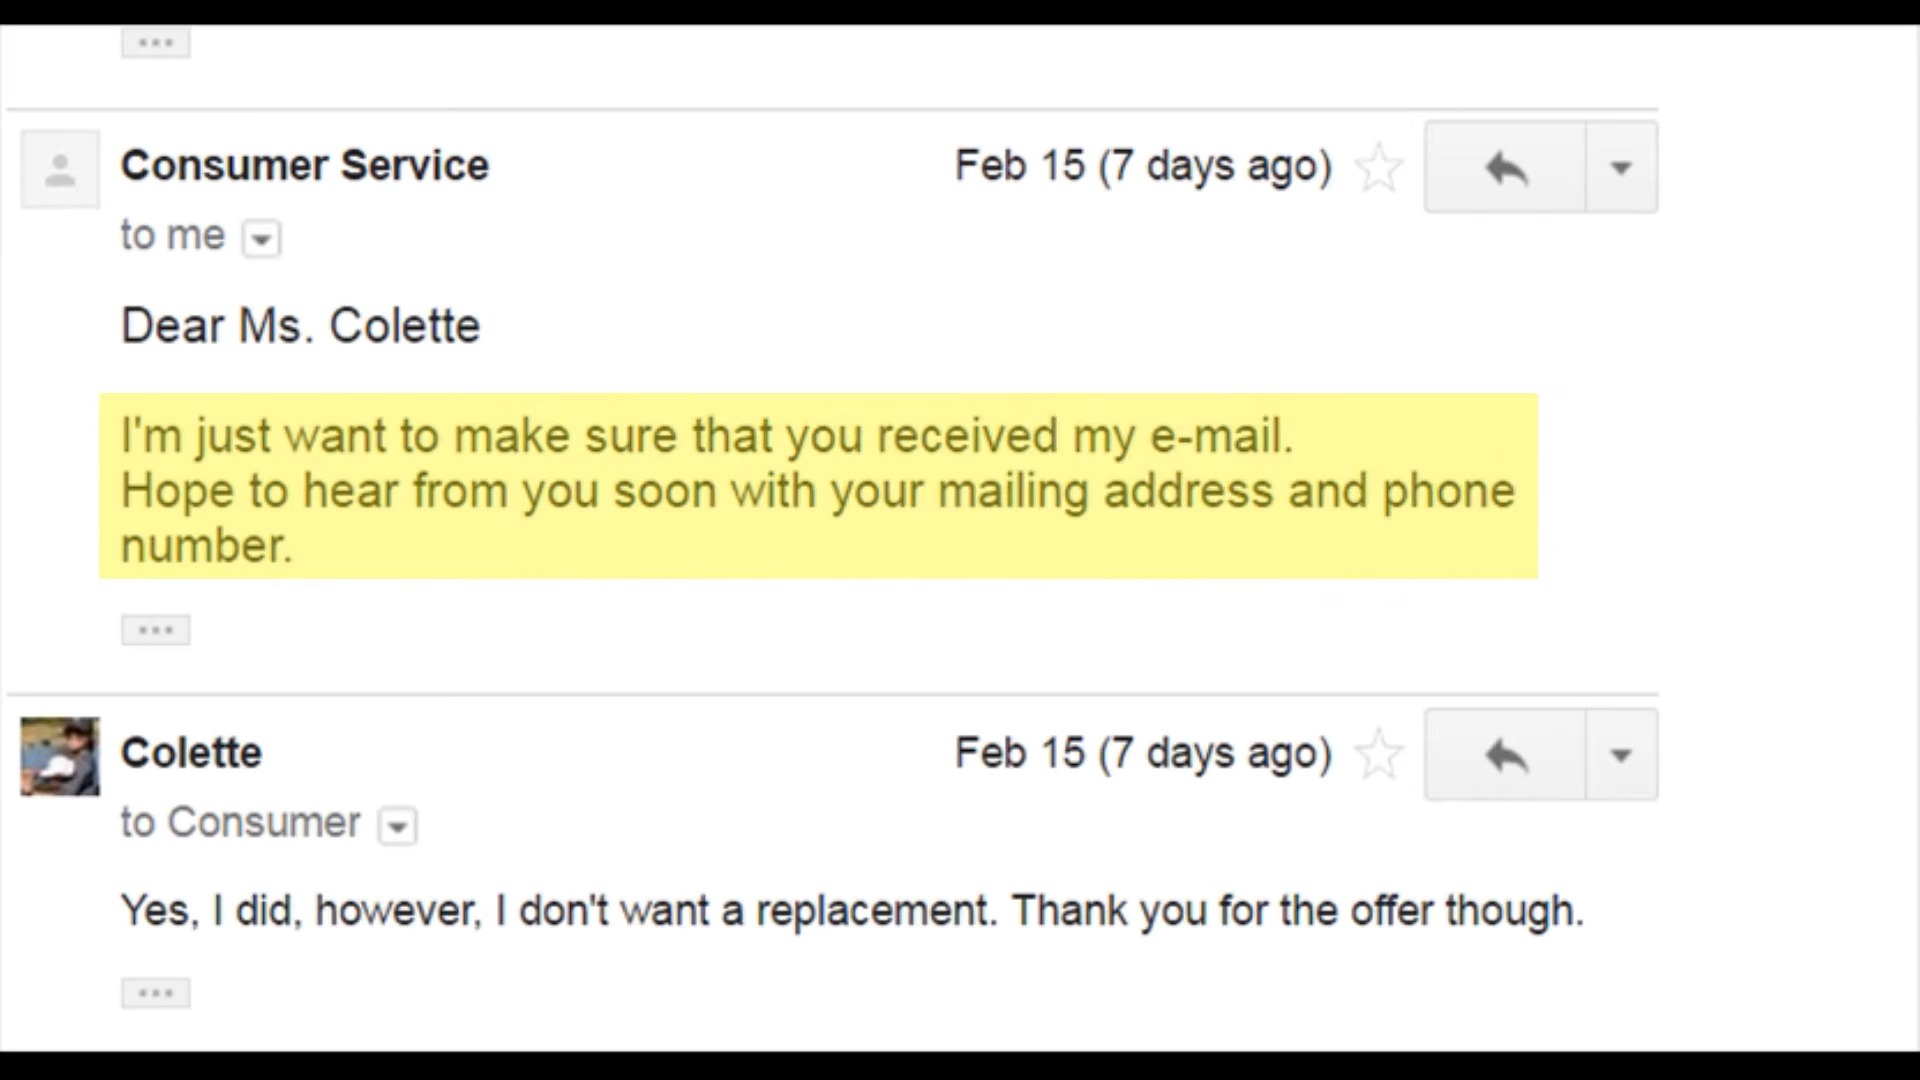 Consumer Service Feb 15 (7 days ago)
to me
Dear Ms. Colette
I'm just want to make sure that you received my e-mail.
Hope to hear from you soon with your mailing address and phone
number.
Colette Feb 15 (7 days ago)
to Consumer
Yes, I did, however, I don't want a replacement. Thank you for the offer though.